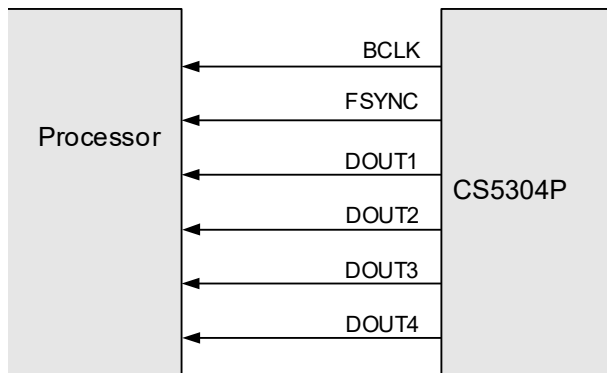 BCLK
FSYNC
Processor
DOUT1
CS5304P
DOUT2
DOUT3
DOUT4